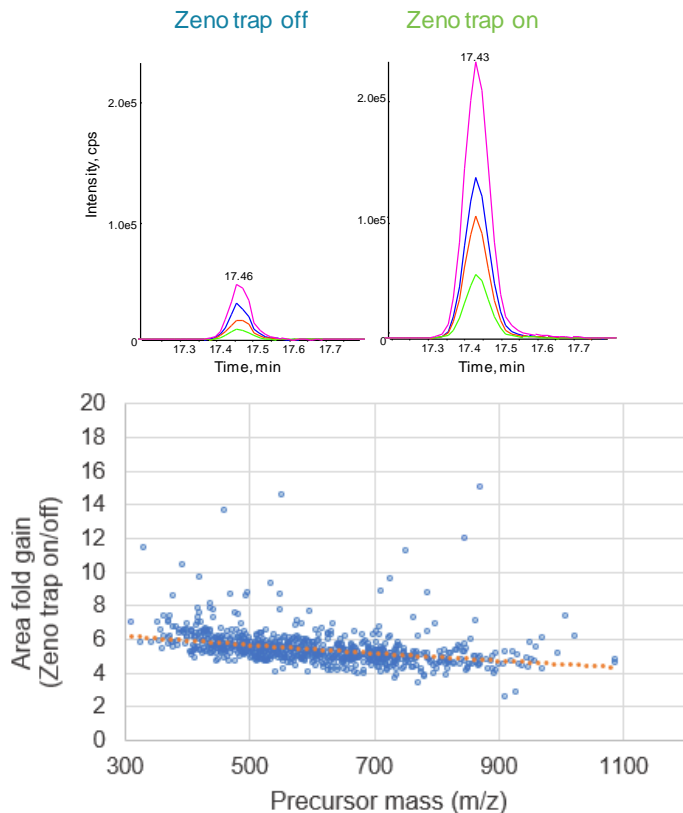 Zeno trap off
Zeno trap on
Intensity, cps
2.0e5
1.0e5
0
17.46
17.3 17.4 17.5 17.6 17.7
Time, min
2.0e5
1.0e5
0
17.43
17.3 17.4 17.5 17.6 17.7
Time, min
Area fold gain
(Zeno trap on/off)
20
18
16
14
12
10
8
6
4
2
0
300 500 700 900 1100
Precursor mass (m/z)